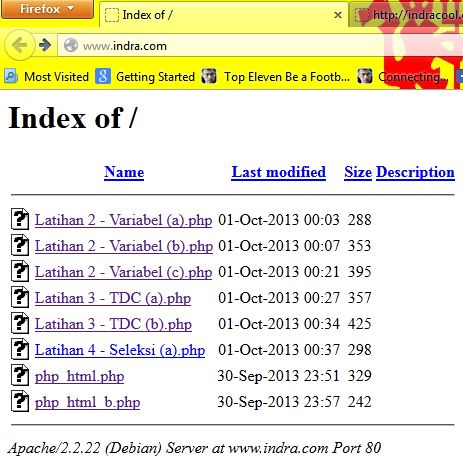 Firefox
Index of /
http://indracool.
www.indra.com
Most Visited Getting Started Top Eleven Be a Footb... Connecting...
Index of /
Name Last modified Size Description
Latihan 2 - Variabel (a).php 01-Oct-2013 00:03 288
Latihan 2 - Variabel (b).php 01-Oct-2013 00:07 353
Latihan 2 - Variabel (c).php 01-Oct-2013 00:21 395
Latihan 3 - TDC (a).php 01-Oct-2013 00:27 357
Latihan 3 - TDC (b).php 01-Oct-2013 00:34 425
Latihan 4 - Seleksi (a).php 01-Oct-2013 00:37 298
php_html.php 30-Sep-2013 23:51 329
php_html_b.php 30-Sep-2013 23:57 242
Apache/2.2.22 (Debian) Server at www.indra.com Port 80